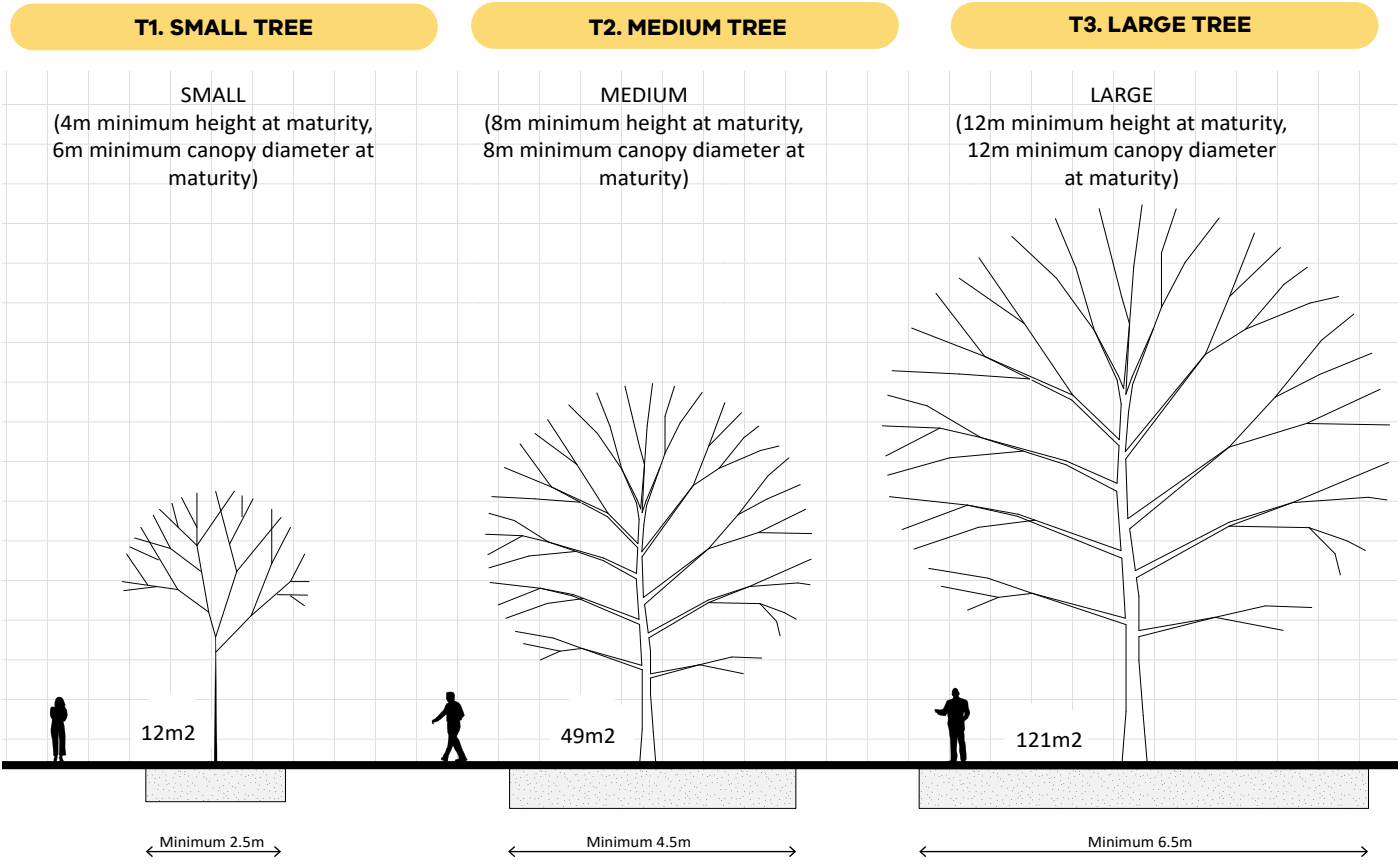 T1. SMALL TREE
T2. MEDIUM TREE
T3. LARGE TREE
SMALL
(4m minimum height at maturity,
6m minimum canopy diameter at
maturity)
MEDIUM
(8m minimum height at maturity,
8m minimum canopy diameter at
maturity)
LARGE
(12m minimum height at maturity,
12m minimum canopy diameter
at maturity)
12m2
49m2
121m2
Minimum 2.5m
Minimum 4.5m
Minimum 6.5m